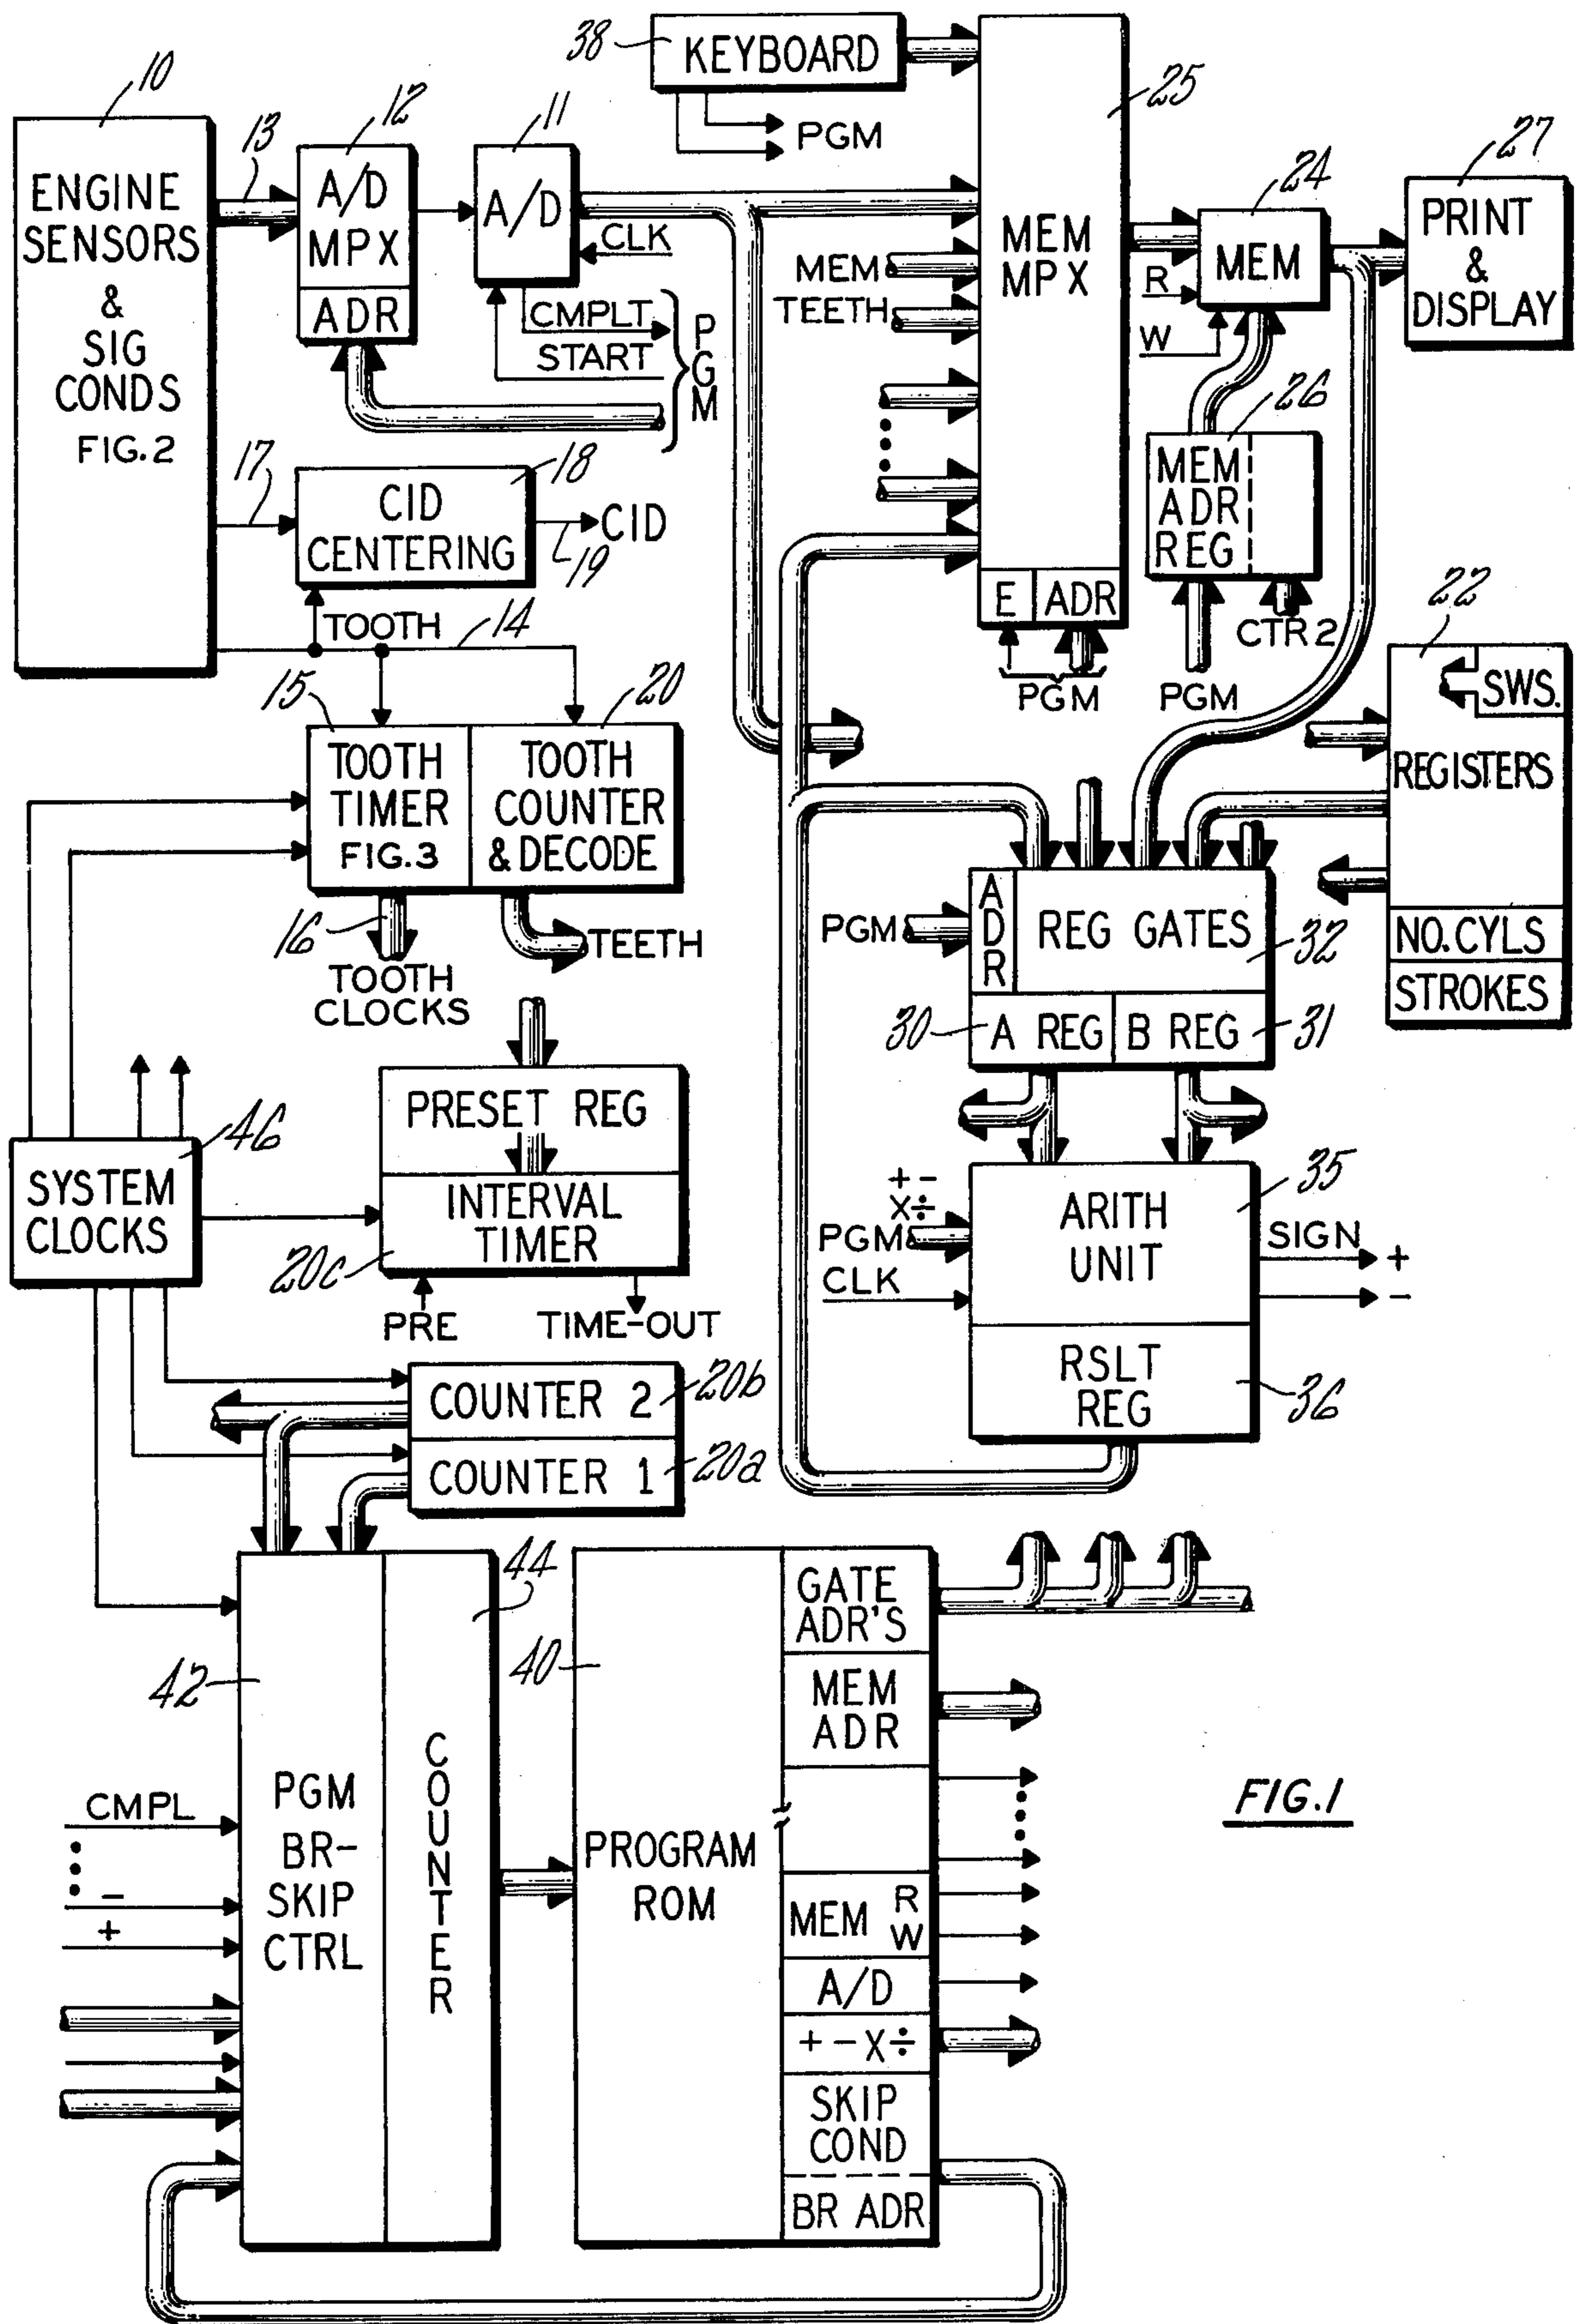 38
KEYBOARD
PGM
10
ENGINE
SENSORS
&
SIG
CONDS
FIG.2
13
12
A/D
MPX
ADR
11
A/D
CLK
CMPLT
START
PGM
25
MEM
MPX
E
ADR
PGM
MEM
TEETH
R
W
24
MEM
27
PRINT
&
DISPLAY
26
MEM
ADR
REG
CTR 2
PGM
17
18
CID
CENTERING
CID
19
TOOTH
14
15
TOOTH
TIMER
FIG.3
20
TOOTH
COUNTER
& DECODE
16
TOOTH
CLOCKS
TEETH
22
SWS.
REGISTERS
NO. CYLS
STROKES
PGM
ADR
REG GATES
32
30
A REG
B REG
31
46
SYSTEM
CLOCKS
PRESET REG
INTERVAL
TIMER
20c
PRE
TIME-OUT
+ -
X÷
PGM
CLK
ARITH
UNIT
35
SIGN
+
-
RSLT
REG
36
COUNTER 2
20b
COUNTER 1
20a
42
PGM
BR-
SKIP
CTRL
44
COUNTER
CMPL
-
+
40
PROGRAM
ROM
GATE
ADR'S
MEM
ADR
MEM R
W
A/D
+ - X ÷
SKIP
COND
BR ADR
FIG.1